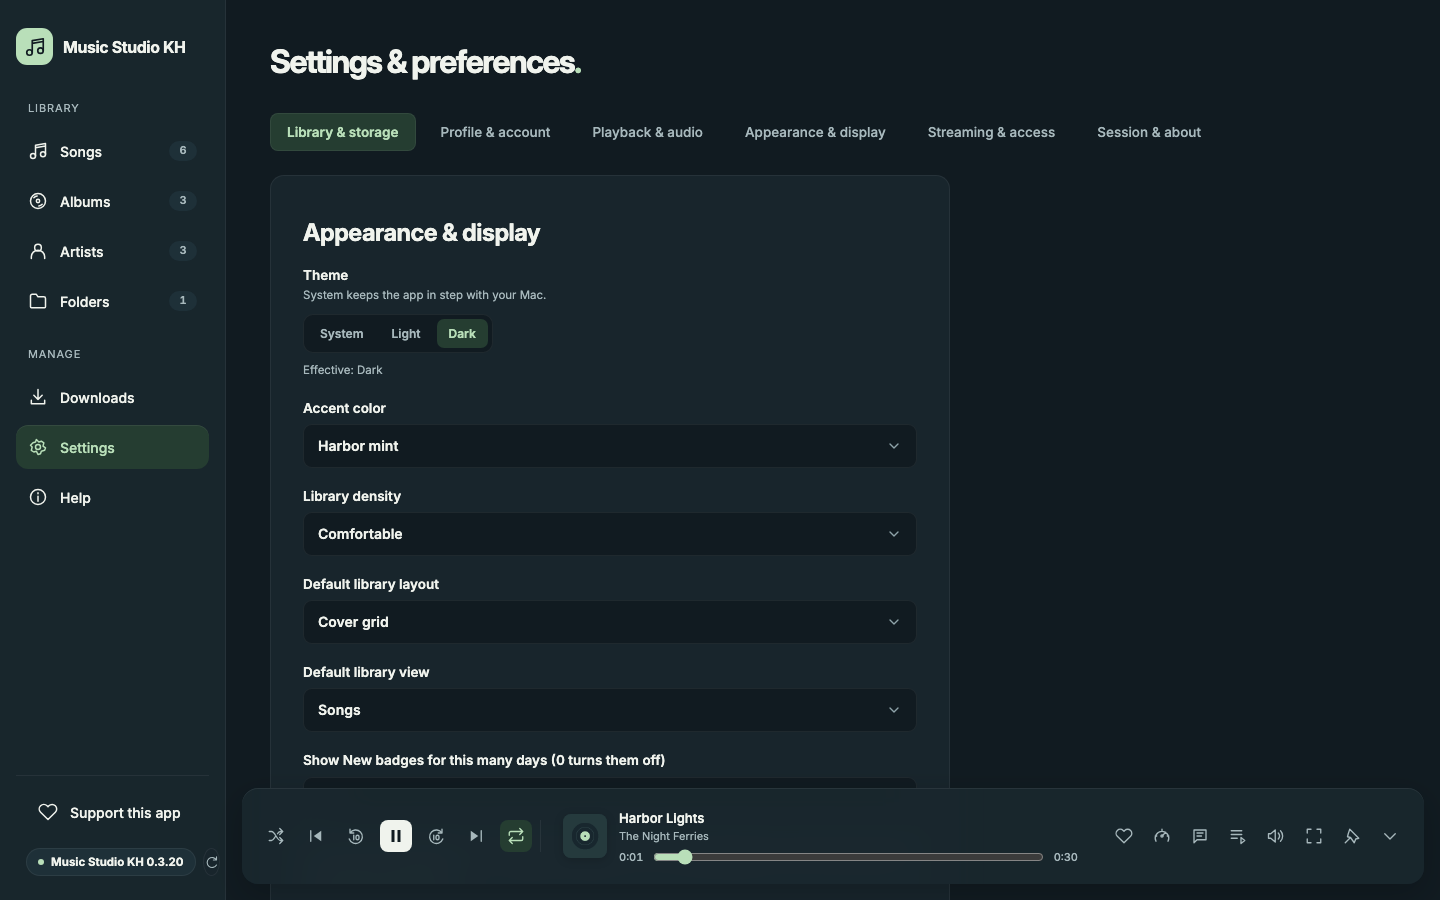 Music Studio KH
LIBRARY
Songs 6
Albums 3
Artists 3
Folders 1
MANAGE
Downloads
Settings
Help
Support this app
Music Studio KH 0.3.20
Settings & preferences.
Library & storage
Profile & account
Playback & audio
Appearance & display
Streaming & access
Session & about
Appearance & display
Theme
System keeps the app in step with your Mac.
System Light Dark
Effective: Dark
Accent color
Harbor mint
Library density
Comfortable
Default library layout
Cover grid
Default library view
Songs
Show New badges for this many days (0 turns them off)
10
10
Harbor Lights
The Night Ferries
0:01
0:30